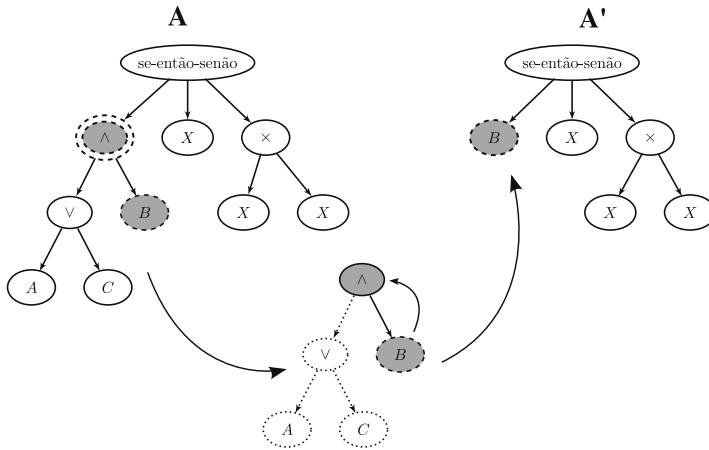 A A'
se-então-senão se-então-senão
∧ X × B X ×
∨ B X X X X
A C
∧
∨ B
A C